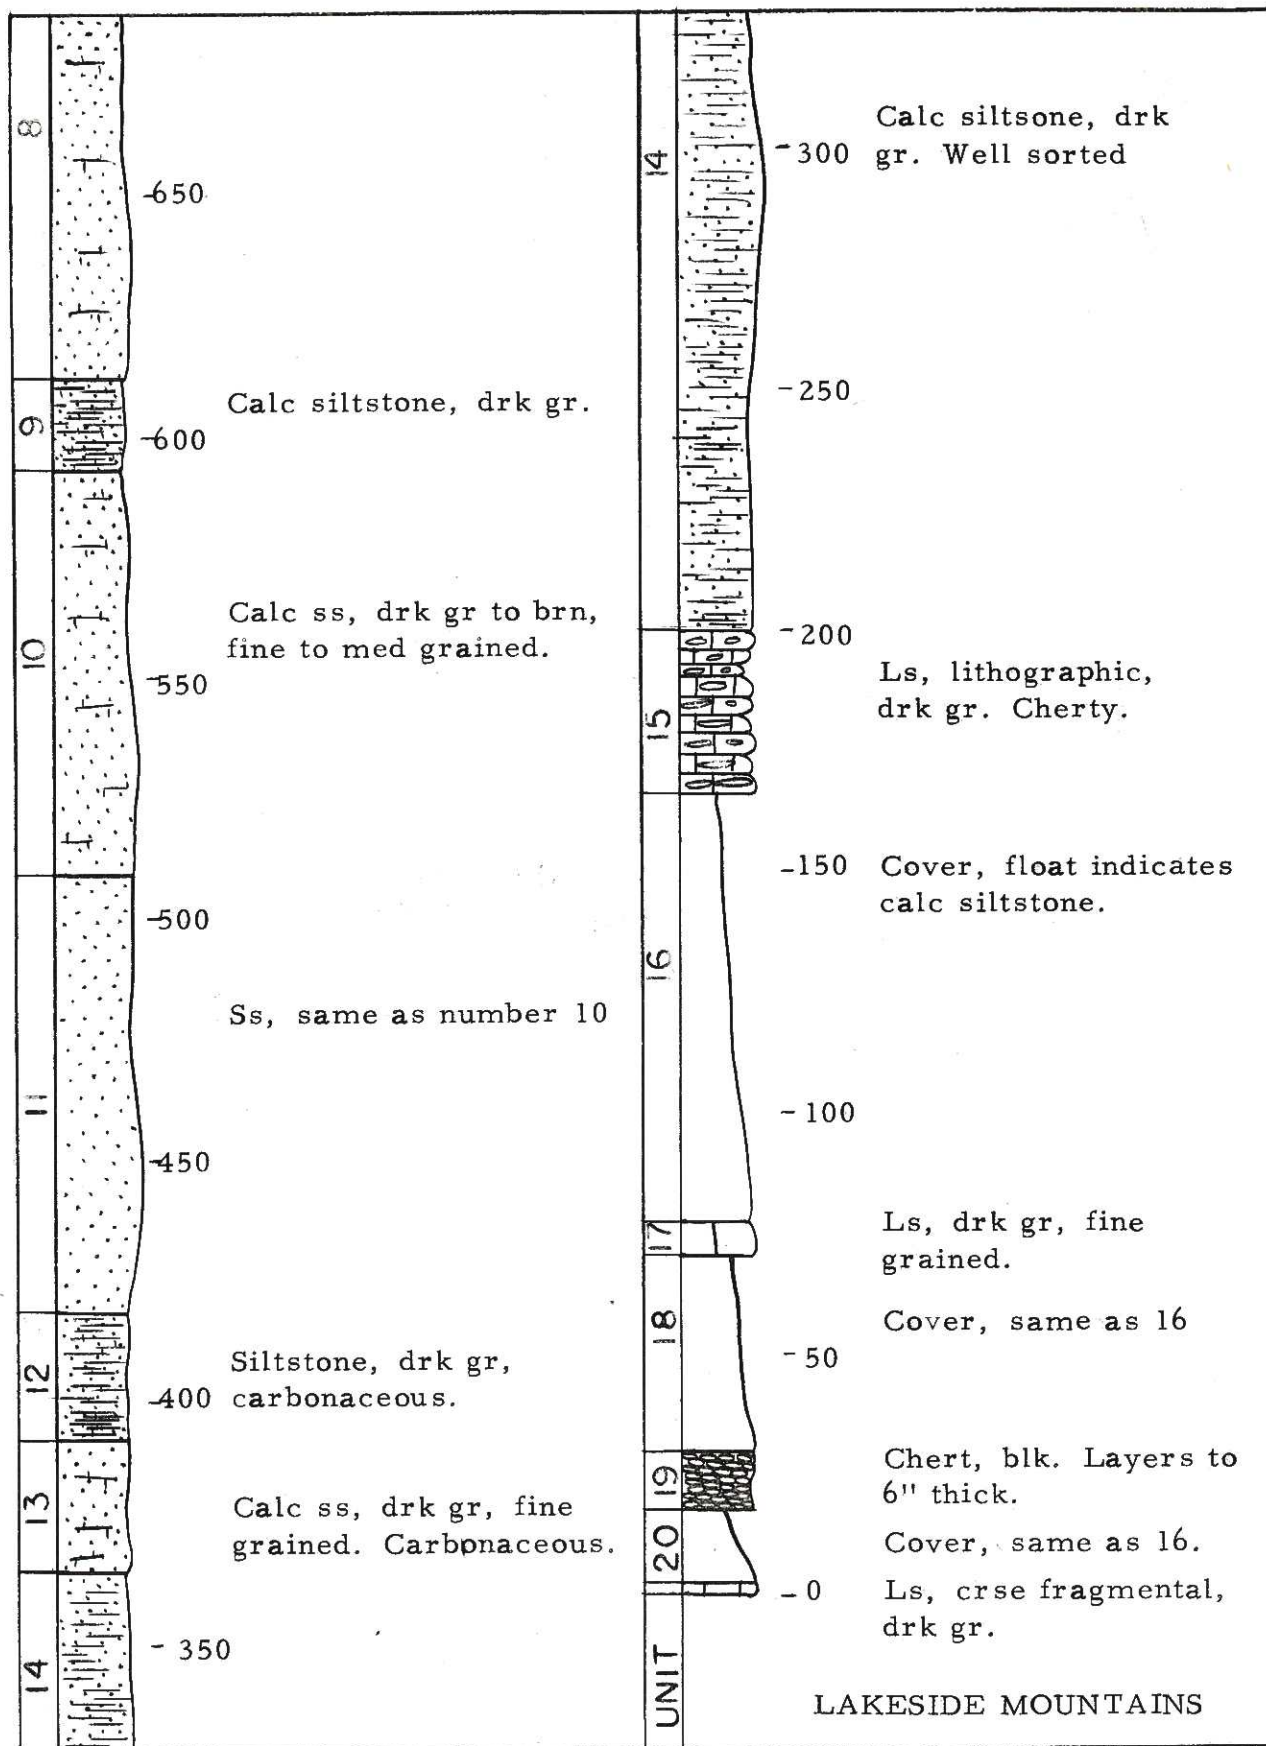 8
-650
9
Calc siltstone, drk gr.
-600
10
Calc ss, drk gr to brn,
fine to med grained.
-550
11
-500
Ss, same as number 10
-450
12
Siltstone, drk gr,
-400 carbonaceous.
13
Calc ss, drk gr, fine
grained. Carbonaceous.
14
- 350
14
Calc siltsone, drk
-300 gr. Well sorted
-250
-200
15
Ls, lithographic,
drk gr. Cherty.
16
-150 Cover, float indicates
calc siltstone.
-100
17
Ls, drk gr, fine
grained.
18
Cover, same as 16
-50
19
Chert, blk. Layers to
6" thick.
20
Cover, same as 16.
-0 Ls, crse fragmental,
drk gr.
UNIT
LAKESIDE MOUNTAINS